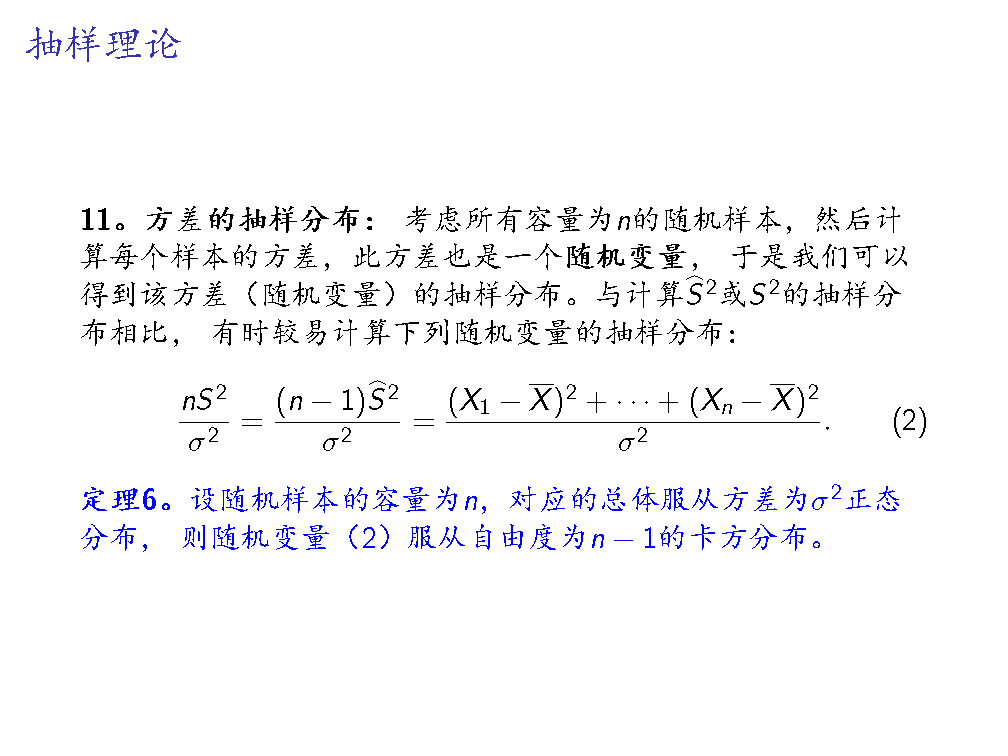 抽样理论
11。方差的抽样分布： 考虑所有容量为n的随机样本，然后计
算每个样本的方差，此方差也是一个随机变量， 于是我们可以
得到该方差（随机变量）的抽样分布。与计算Ŝ²或S²的抽样分
布相比， 有时较易计算下列随机变量的抽样分布：
nS²/σ² = (n − 1)Ŝ²/σ² = ((X₁ − X̅)² + ··· + (Xₙ − X̅)²)/σ². (2)
定理6。设随机样本的容量为n，对应的总体服从方差为σ²正态
分布， 则随机变量（2）服从自由度为n − 1的卡方分布。